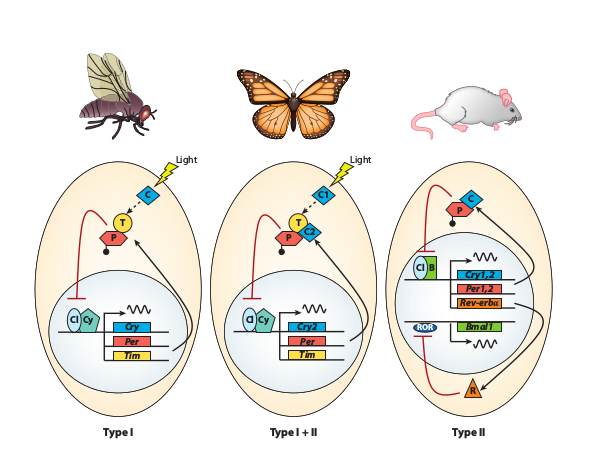 Light
C
T
P
Cl Cy
Cry
Per
Tim
Type I
Light
C1
T
C2
P
Cl Cy
Cry2
Per
Tim
Type I + II
C
P
Cl B
Cry1,2
Per1,2
Rev-erbα
ROR
Bmal1
R
Type II